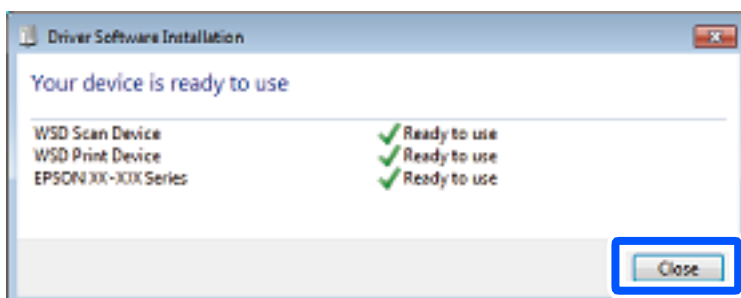 Driver Software Installation
Your device is ready to use
WSD Scan Device Ready to use
WSD Print Device Ready to use
EPSON XX-XXX Series Ready to use
Close